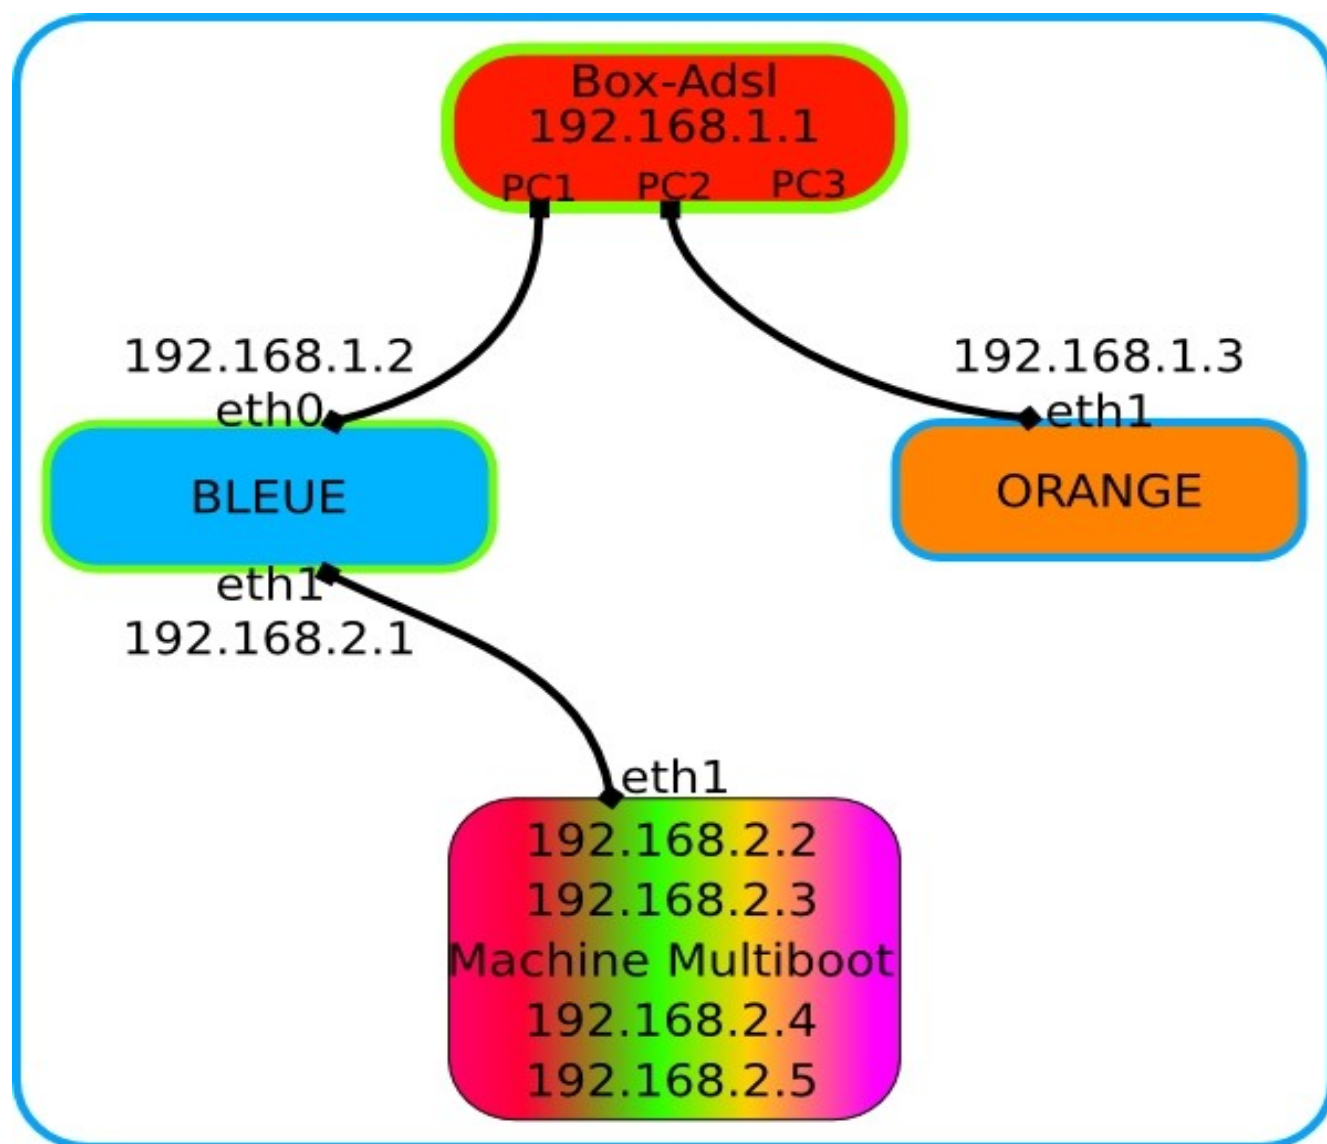 Box-Adsl
192.168.1.1
PC1 PC2 PC3
192.168.1.2
eth0
192.168.1.3
eth1
BLEUE
ORANGE
eth1
192.168.2.1
eth1
192.168.2.2
192.168.2.3
Machine Multiboot
192.168.2.4
192.168.2.5